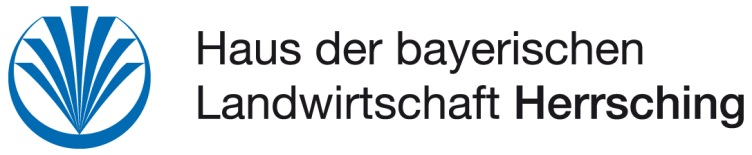 Haus der bayerischen
Landwirtschaft Herrsching